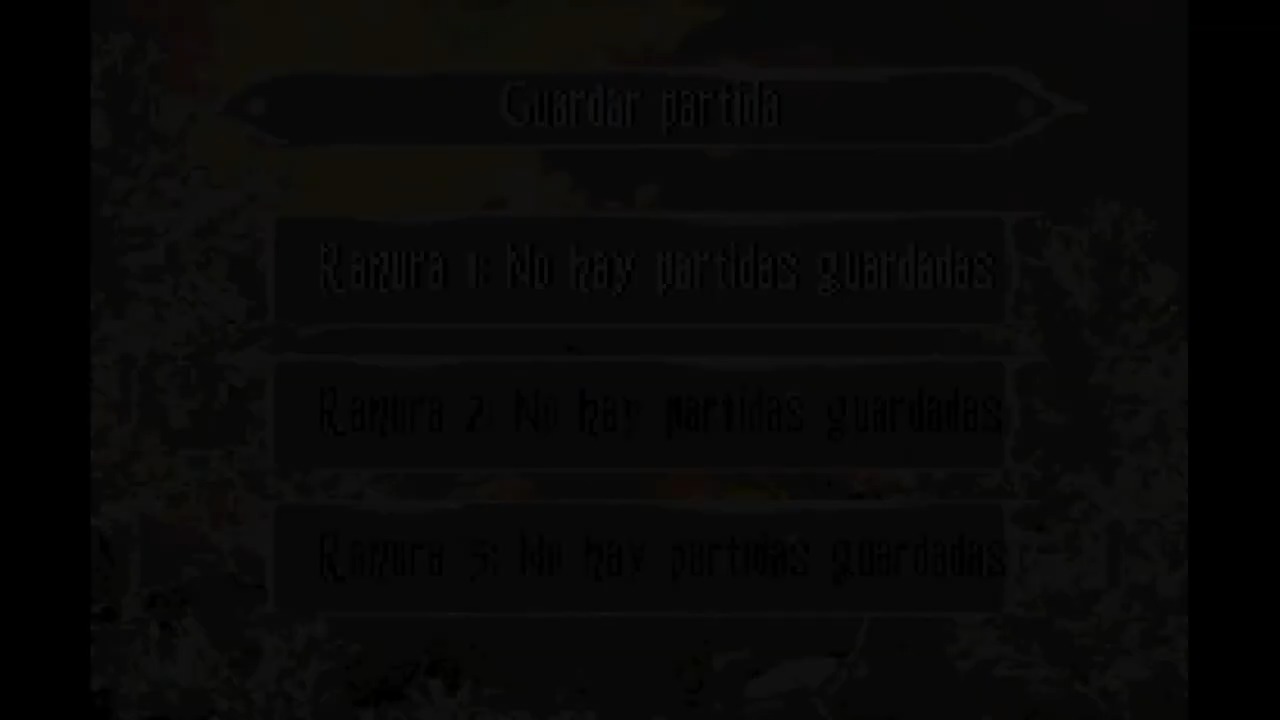 Guardar partida
Ranura 1: No hay partidas guardadas
Ranura 2: No hay partidas guardadas
Ranura 3: No hay partidas guardadas